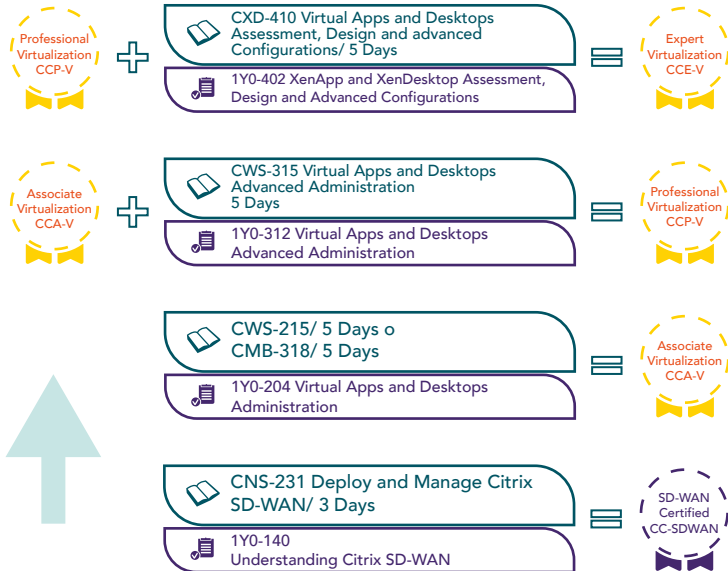 Professional
Virtualization
CCP-V
CXD-410 Virtual Apps and Desktops
Assessment, Design and advanced
Configurations/ 5 Days
1Y0-402 XenApp and XenDesktop Assessment,
Design and Advanced Configurations
Expert
Virtualization
CCE-V
Associate
Virtualization
CCA-V
CWS-315 Virtual Apps and Desktops
Advanced Administration
5 Days
1Y0-312 Virtual Apps and Desktops
Advanced Administration
Professional
Virtualization
CCP-V
CWS-215/ 5 Days o
CMB-318/ 5 Days
1Y0-204 Virtual Apps and Desktops
Administration
Associate
Virtualization
CCA-V
CNS-231 Deploy and Manage Citrix
SD-WAN/ 3 Days
1Y0-140
Understanding Citrix SD-WAN
SD-WAN
Certified
CC-SDWAN